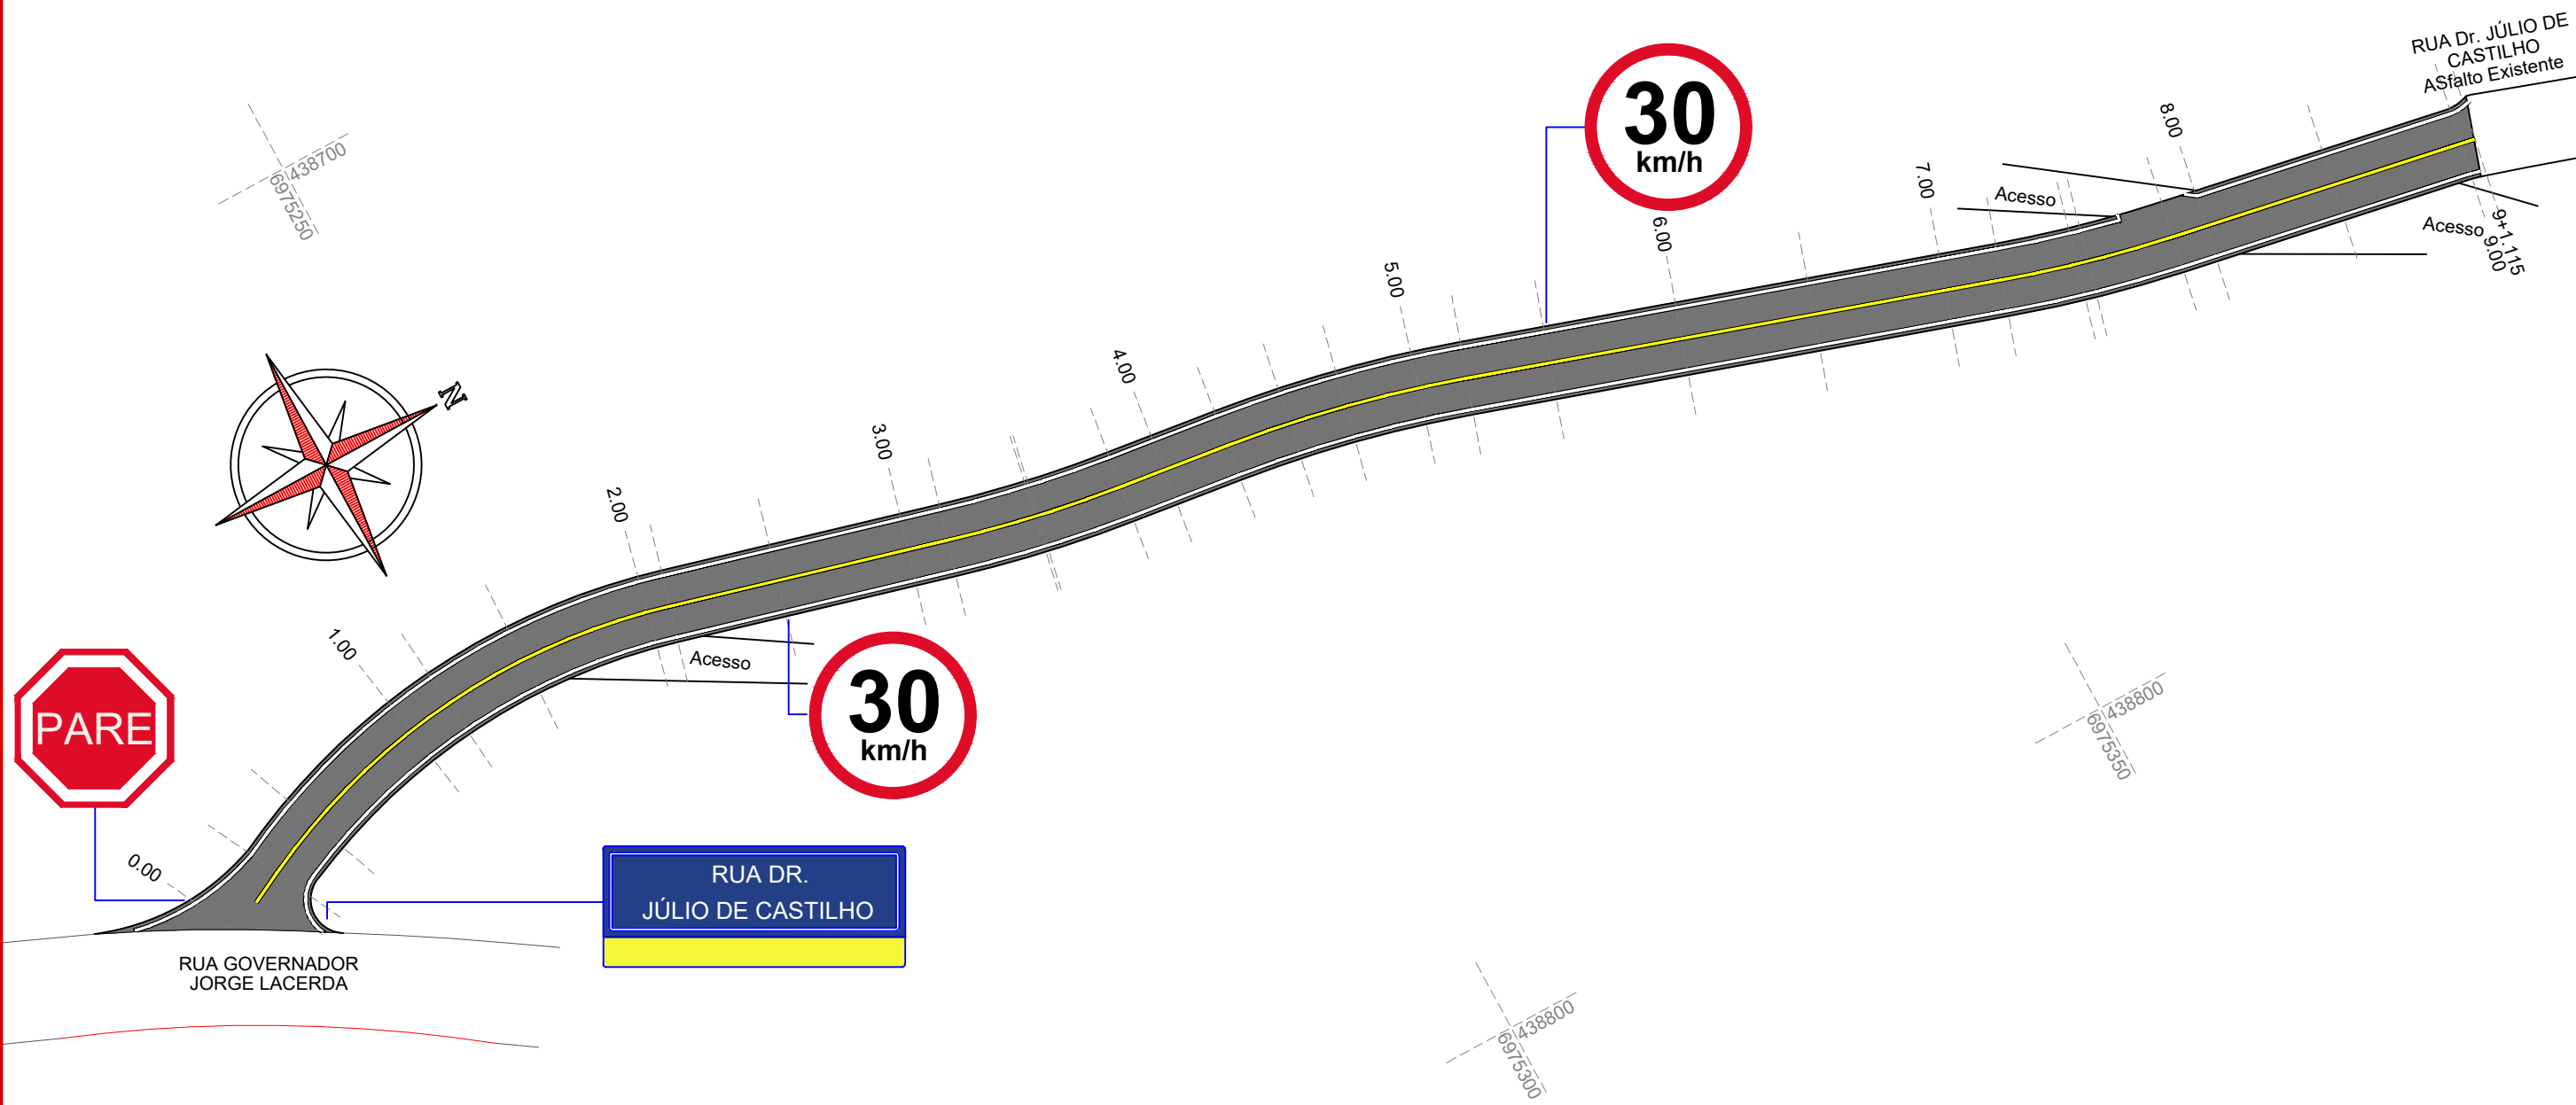 RUA Dr. JÚLIO DE
CASTILHO
ASfalto Existente
30
km/h
8.00
438700
6975250
7.00
Acesso
6.00
Acesso
9+1.115
9.00
5.00
4.00
N
3.00
2.00
1.00
Acesso
PARE
30
km/h
438800
6975350
0.00
RUA DR.
JÚLIO DE CASTILHO
RUA GOVERNADOR
JORGE LACERDA
438800
6975300